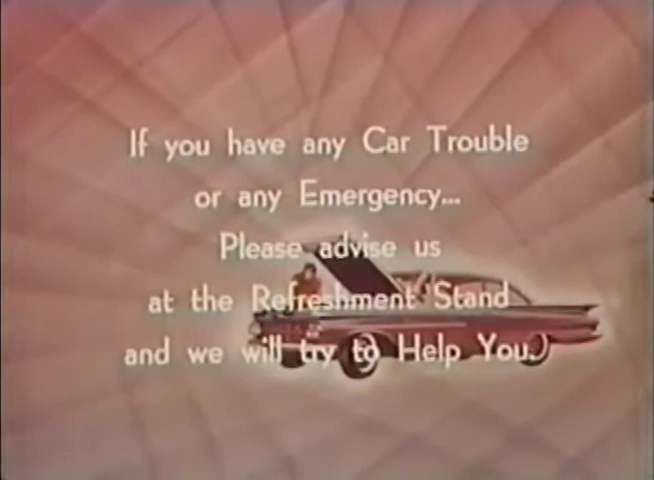 If you have any Car Trouble
or any Emergency...
Please advise us
at the Refreshment Stand
and we will try to Help You.